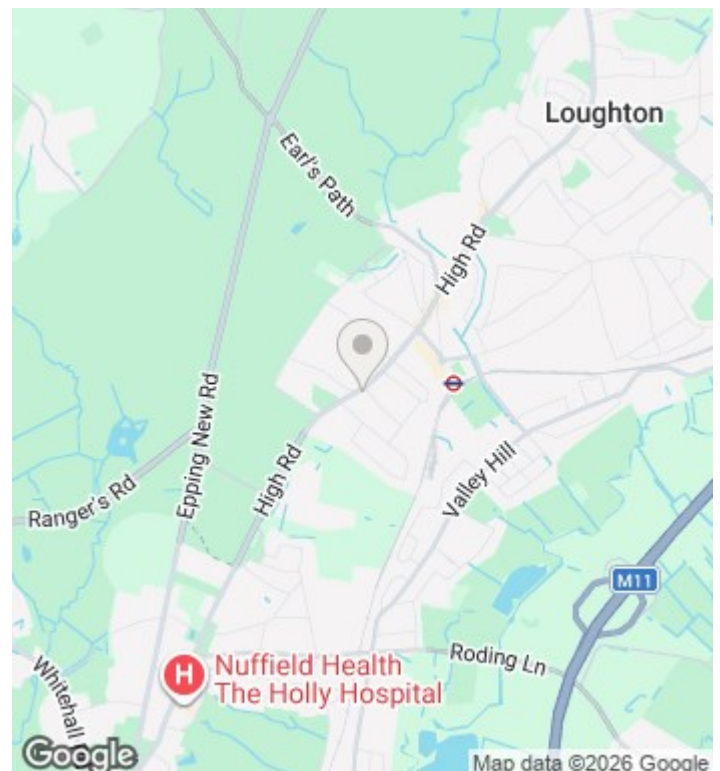 Loughton
Earl's Path
High Rd
Epping New Rd
High Rd
Ranger's Rd
Valley Hill
M11
Roding Ln
H
Nuffield Health
The Holly Hospital
Whitehall
Google
Map data ©2026 Google